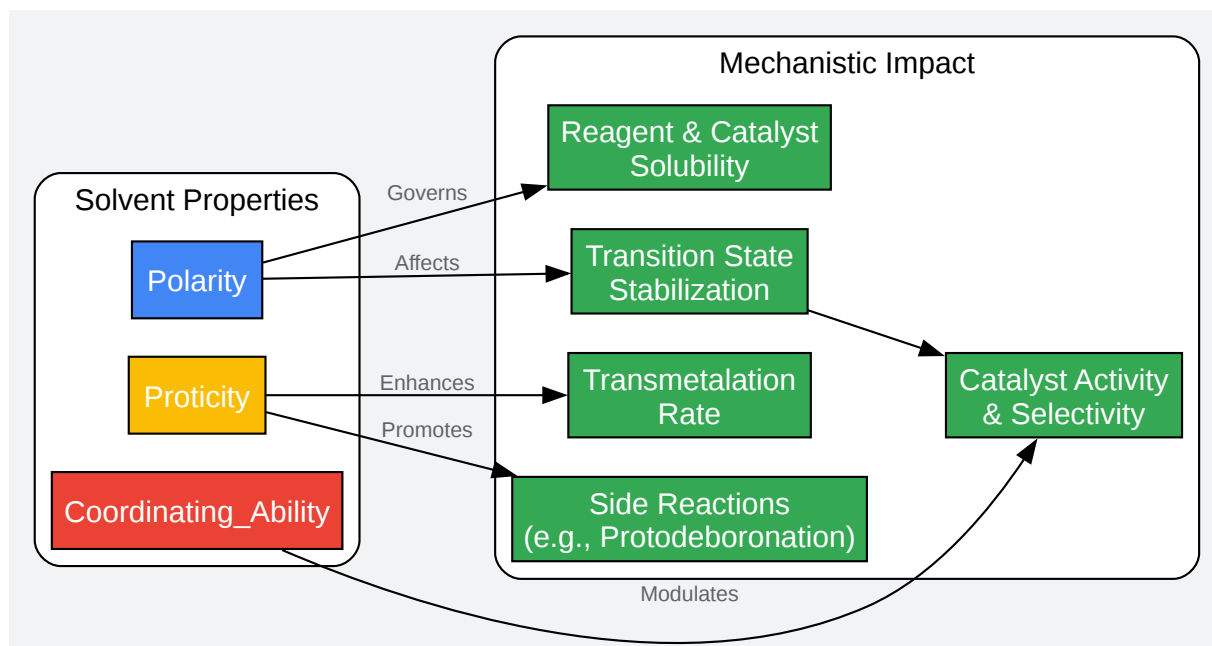 Mechanistic Impact
Reagent & Catalyst
Solubility
Solvent Properties
Governs
Polarity
Affects
Transition State
Stabilization
Proticity
Enhances
Transmetalation
Rate
Catalyst Activity
& Selectivity
Promotes
Coordinating_Ability
Side Reactions
(e.g., Protodeboronation)
Modulates